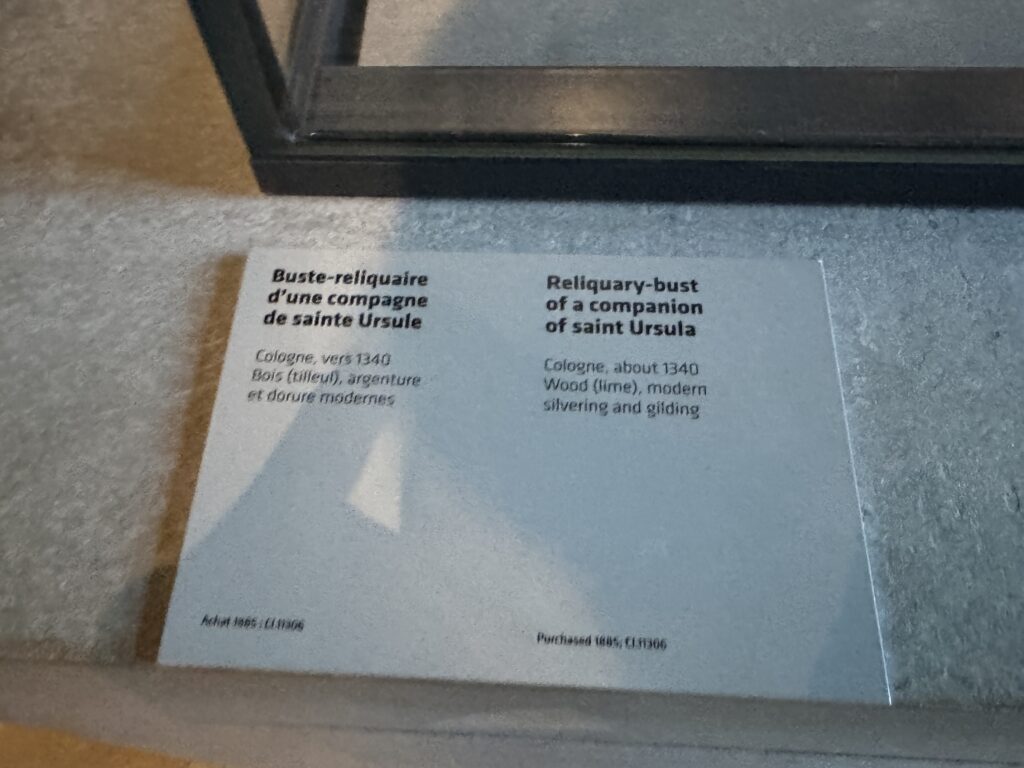 Buste-reliquaire
d'une compagne
de sainte Ursule
Cologne, vers 1340
Bois (tilleul), argenture
et dorure modernes
Achat 1885 ; Cl.11306
Reliquary-bust
of a companion
of saint Ursula
Cologne, about 1340
Wood (lime), modern
silvering and gilding
Purchased 1885; Cl.11306